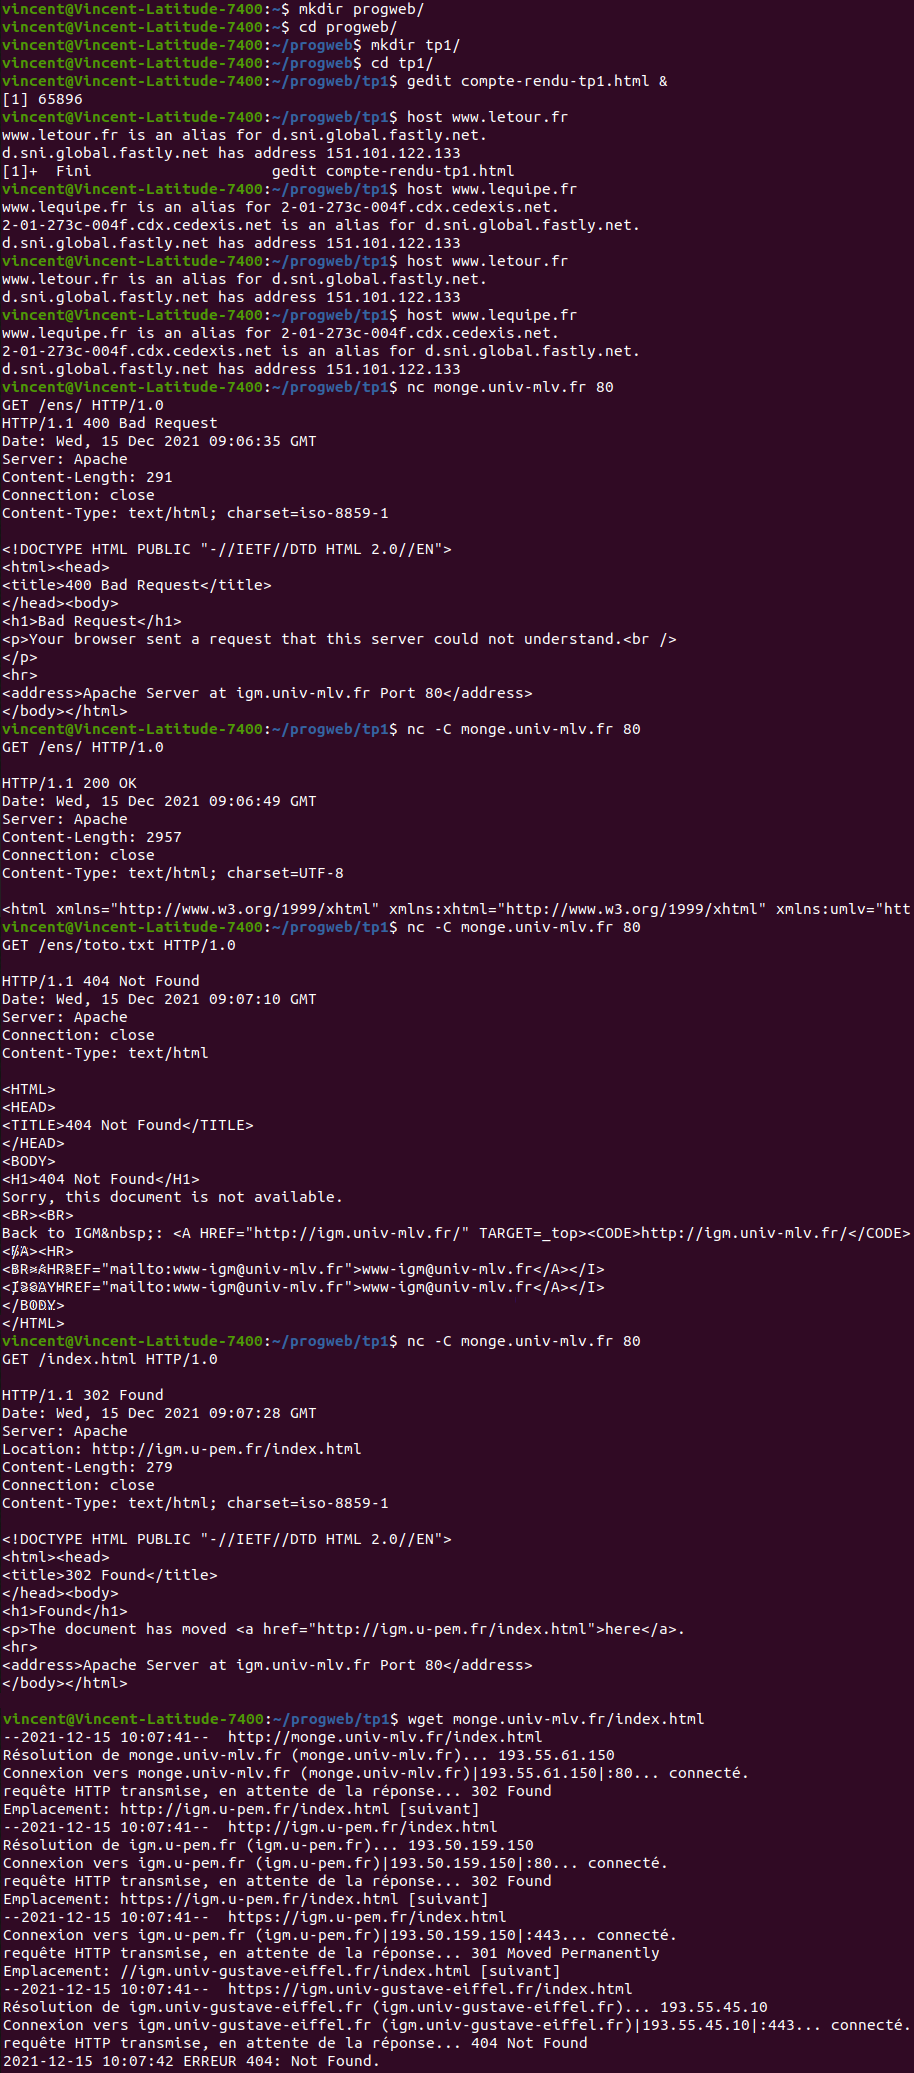 vincent@Vincent-Latitude-7400:~$ mkdir progweb/
vincent@Vincent-Latitude-7400:~$ cd progweb/
vincent@Vincent-Latitude-7400:~/progweb$ mkdir tp1/
vincent@Vincent-Latitude-7400:~/progweb$ cd tp1/
vincent@Vincent-Latitude-7400:~/progweb/tp1$ gedit compte-rendu-tp1.html &
[1] 65896
vincent@Vincent-Latitude-7400:~/progweb/tp1$ host www.letour.fr
www.letour.fr is an alias for d.sni.global.fastly.net.
d.sni.global.fastly.net has address 151.101.122.133
[1]+  Fini                    gedit compte-rendu-tp1.html
vincent@Vincent-Latitude-7400:~/progweb/tp1$ host www.lequipe.fr
www.lequipe.fr is an alias for 2-01-273c-004f.cdx.cedexis.net.
2-01-273c-004f.cdx.cedexis.net is an alias for d.sni.global.fastly.net.
d.sni.global.fastly.net has address 151.101.122.133
vincent@Vincent-Latitude-7400:~/progweb/tp1$ host www.letour.fr
www.letour.fr is an alias for d.sni.global.fastly.net.
d.sni.global.fastly.net has address 151.101.122.133
vincent@Vincent-Latitude-7400:~/progweb/tp1$ host www.lequipe.fr
www.lequipe.fr is an alias for 2-01-273c-004f.cdx.cedexis.net.
2-01-273c-004f.cdx.cedexis.net is an alias for d.sni.global.fastly.net.
d.sni.global.fastly.net has address 151.101.122.133
vincent@Vincent-Latitude-7400:~/progweb/tp1$ nc monge.univ-mlv.fr 80
GET /ens/ HTTP/1.0
HTTP/1.1 400 Bad Request
Date: Wed, 15 Dec 2021 09:06:35 GMT
Server: Apache
Content-Length: 291
Connection: close
Content-Type: text/html; charset=iso-8859-1

<!DOCTYPE HTML PUBLIC "-//IETF//DTD HTML 2.0//EN">
<html><head>
<title>400 Bad Request</title>
</head><body>
<h1>Bad Request</h1>
<p>Your browser sent a request that this server could not understand.<br />
</p>
<hr>
<address>Apache Server at igm.univ-mlv.fr Port 80</address>
</body></html>
vincent@Vincent-Latitude-7400:~/progweb/tp1$ nc -C monge.univ-mlv.fr 80
GET /ens/ HTTP/1.0

HTTP/1.1 200 OK
Date: Wed, 15 Dec 2021 09:06:49 GMT
Server: Apache
Content-Length: 2957
Connection: close
Content-Type: text/html; charset=UTF-8

<html xmlns="http://www.w3.org/1999/xhtml" xmlns:xhtml="http://www.w3.org/1999/xhtml" xmlns:umlv="htt
vincent@Vincent-Latitude-7400:~/progweb/tp1$ nc -C monge.univ-mlv.fr 80
GET /ens/toto.txt HTTP/1.0

HTTP/1.1 404 Not Found
Date: Wed, 15 Dec 2021 09:07:10 GMT
Server: Apache
Connection: close
Content-Type: text/html

<HTML>
<HEAD>
<TITLE>404 Not Found</TITLE>
</HEAD>
<BODY>
<H1>404 Not Found</H1>
Sorry, this document is not available.
<BR><BR>
Back to IGM&nbsp;: <A HREF="http://igm.univ-mlv.fr/" TARGET=_top><CODE>http://igm.univ-mlv.fr/</CODE>
><HR>
HREF="mailto:www-igm@univ-mlv.fr">www-igm@univ-mlv.fr</A></I>
HREF="mailto:www-igm@univ-mlv.fr">www-igm@univ-mlv.fr</A></I>
</BODY>
</HTML>
vincent@Vincent-Latitude-7400:~/progweb/tp1$ nc -C monge.univ-mlv.fr 80
GET /index.html HTTP/1.0

HTTP/1.1 302 Found
Date: Wed, 15 Dec 2021 09:07:28 GMT
Server: Apache
Location: http://igm.u-pem.fr/index.html
Content-Length: 279
Connection: close
Content-Type: text/html; charset=iso-8859-1

<!DOCTYPE HTML PUBLIC "-//IETF//DTD HTML 2.0//EN">
<html><head>
<title>302 Found</title>
</head><body>
<h1>Found</h1>
<p>The document has moved <a href="http://igm.u-pem.fr/index.html">here</a>.
<hr>
<address>Apache Server at igm.univ-mlv.fr Port 80</address>
</body></html>

vincent@Vincent-Latitude-7400:~/progweb/tp1$ wget monge.univ-mlv.fr/index.html
--2021-12-15 10:07:41--  http://monge.univ-mlv.fr/index.html
Résolution de monge.univ-mlv.fr (monge.univ-mlv.fr)... 193.55.61.150
Connexion vers monge.univ-mlv.fr (monge.univ-mlv.fr)|193.55.61.150|:80... connecté.
requête HTTP transmise, en attente de la réponse... 302 Found
Emplacement: http://igm.u-pem.fr/index.html [suivant]
--2021-12-15 10:07:41--  http://igm.u-pem.fr/index.html
Résolution de igm.u-pem.fr (igm.u-pem.fr)... 193.50.159.150
Connexion vers igm.u-pem.fr (igm.u-pem.fr)|193.50.159.150|:80... connecté.
requête HTTP transmise, en attente de la réponse... 302 Found
Emplacement: https://igm.u-pem.fr/index.html [suivant]
--2021-12-15 10:07:41--  https://igm.u-pem.fr/index.html
Connexion vers igm.u-pem.fr (igm.u-pem.fr)|193.50.159.150|:443... connecté.
requête HTTP transmise, en attente de la réponse... 301 Moved Permanently
Emplacement: //igm.univ-gustave-eiffel.fr/index.html [suivant]
--2021-12-15 10:07:41--  https://igm.univ-gustave-eiffel.fr/index.html
Résolution de igm.univ-gustave-eiffel.fr (igm.univ-gustave-eiffel.fr)... 193.55.45.10
Connexion vers igm.univ-gustave-eiffel.fr (igm.univ-gustave-eiffel.fr)|193.55.45.10|:443... connecté.
requête HTTP transmise, en attente de la réponse... 404 Not Found
2021-12-15 10:07:42 ERREUR 404: Not Found.